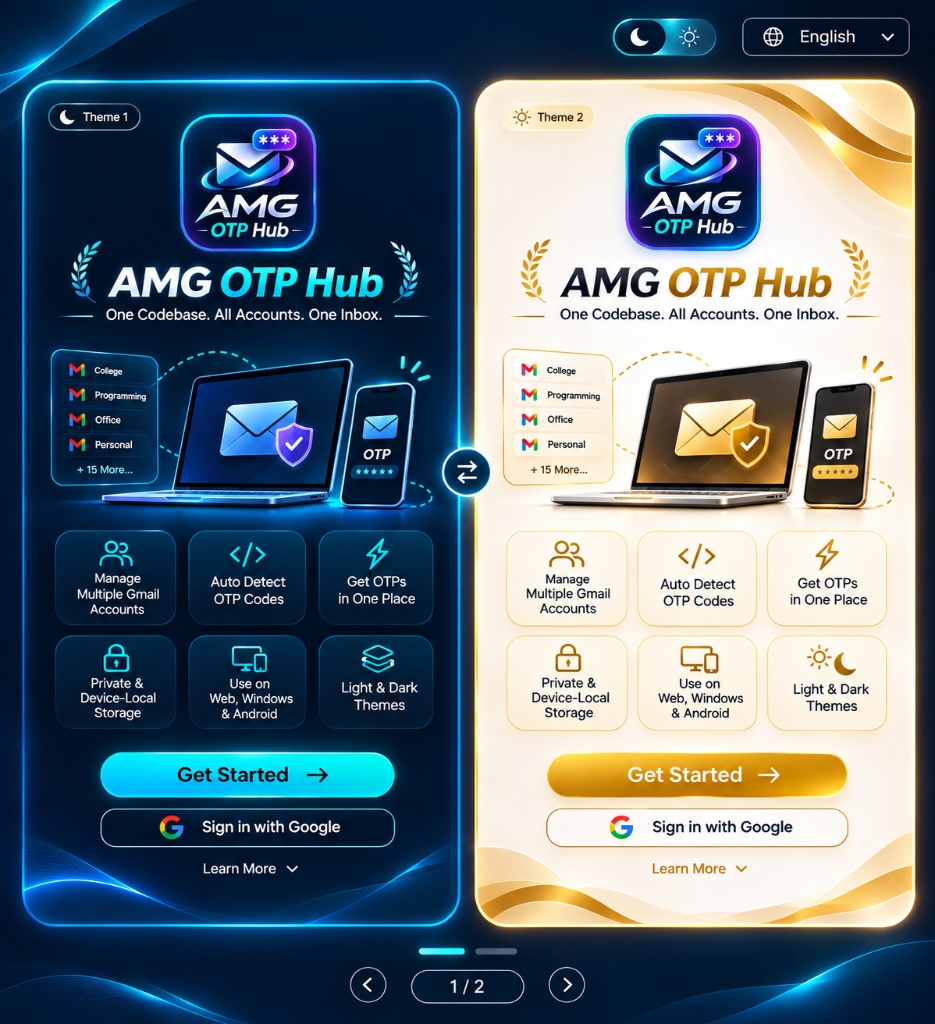 English
Theme 1
***
AMG
OTP Hub
AMG OTP Hub
One Codebase. All Accounts. One Inbox.
College
Programming
Office
Personal
+ 15 More...
OTP
*****
Manage
Multiple Gmail
Accounts
Auto Detect
OTP Codes
Get OTPs
in One Place
Private &
Device-Local
Storage
Use on
Web, Windows
& Android
Light & Dark
Themes
Get Started
Sign in with Google
Learn More
Theme 2
***
AMG
OTP Hub
AMG OTP Hub
One Codebase. All Accounts. One Inbox.
College
Programming
Office
Personal
+ 15 More...
OTP
*****
Manage
Multiple Gmail
Accounts
Auto Detect
OTP Codes
Get OTPs
in One Place
Private &
Device-Local
Storage
Use on
Web, Windows
& Android
Light & Dark
Themes
Get Started
Sign in with Google
Learn More
1 / 2